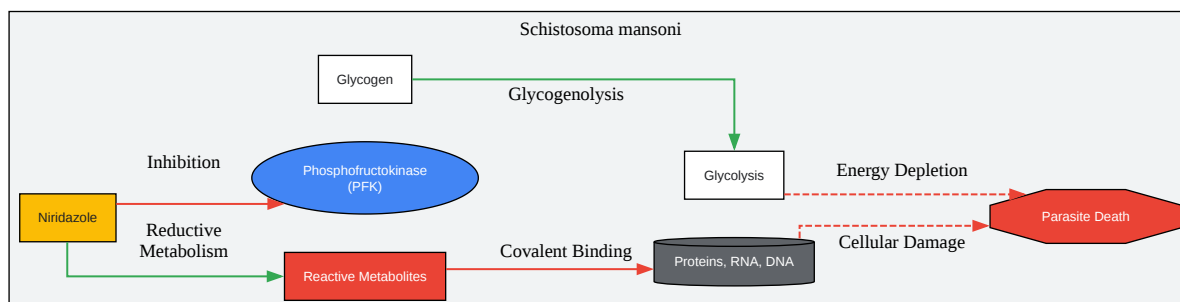 Schistosoma mansoni
Glycogen
Glycogenolysis
Inhibition
Phosphofructokinase
(PFK)
Glycolysis
Energy Depletion
Niridazole
Parasite Death
Reductive
Metabolism
Covalent Binding
Cellular Damage
Reactive Metabolites
Proteins, RNA, DNA